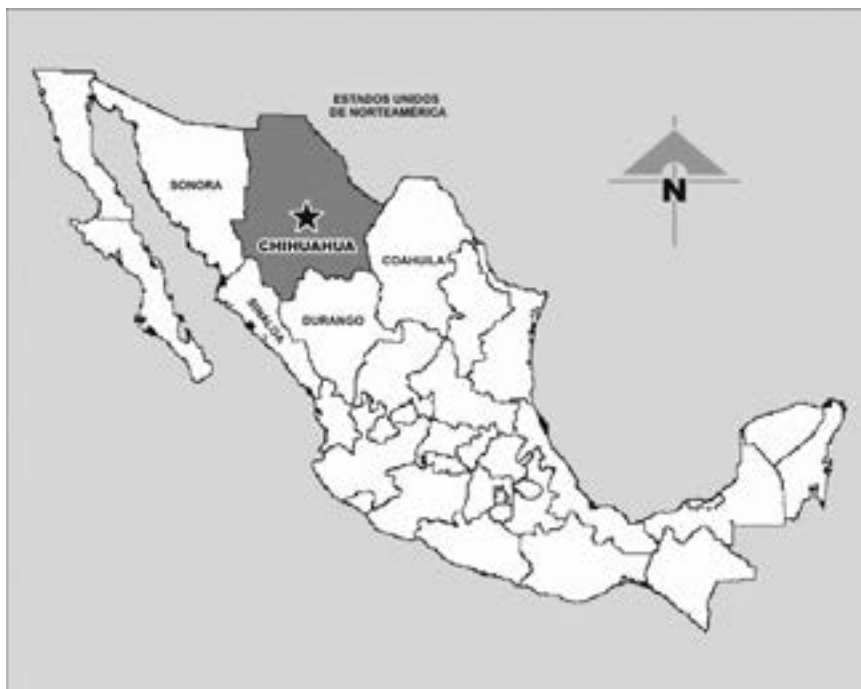 ESTADOS UNIDOS
DE NORTEAMÉRICA
SONORA
N
CHIHUAHUA
COAHUILA
SINALOA
DURANGO